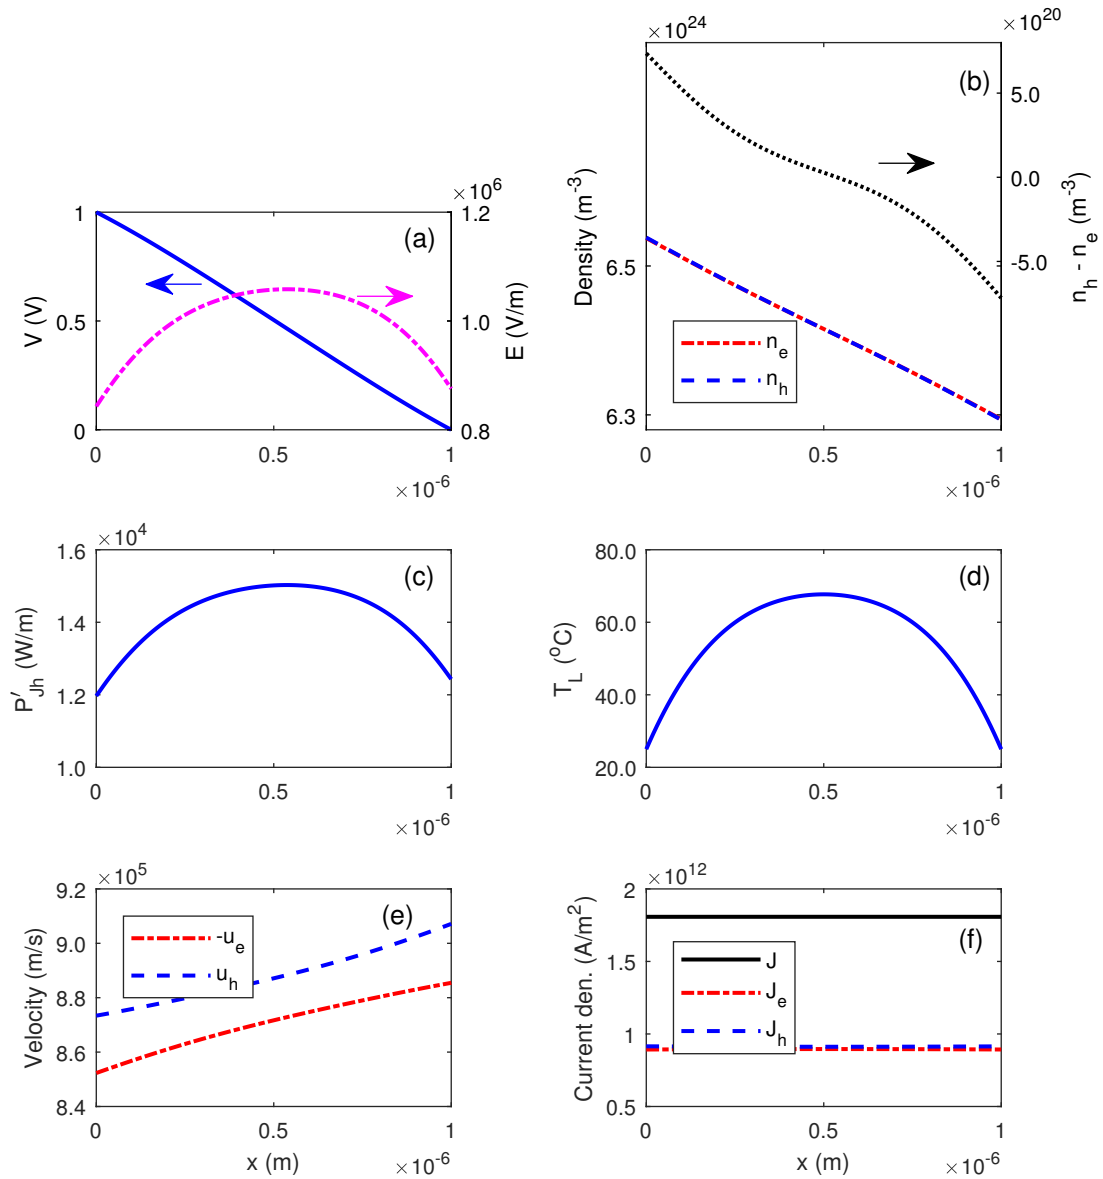 × 10^6
1
0.5
0
V (V)
1.2
1.0
0.8
E (V/m)
(a)
0 0.5 1
× 10^-6
× 10^24
× 10^20
6.5
6.3
Density (m^-3)
5.0
0.0
-5.0
n_h - n_e (m^-3)
(b)
n_e
n_h
0 0.5 1
× 10^-6
× 10^4
1.6
1.4
1.2
1.0
P'_Jh (W/m)
(c)
0 0.5 1
× 10^-6
80.0
60.0
40.0
20.0
T_L (^oC)
(d)
0 0.5 1
× 10^-6
× 10^5
9.2
9.0
8.8
8.6
8.4
Velocity (m/s)
(e)
-u_e
u_h
0 0.5 1
x (m)
× 10^-6
× 10^12
2
1.5
1
0.5
Current den. (A/m^2)
(f)
J
J_e
J_h
0 0.5 1
x (m)
× 10^-6